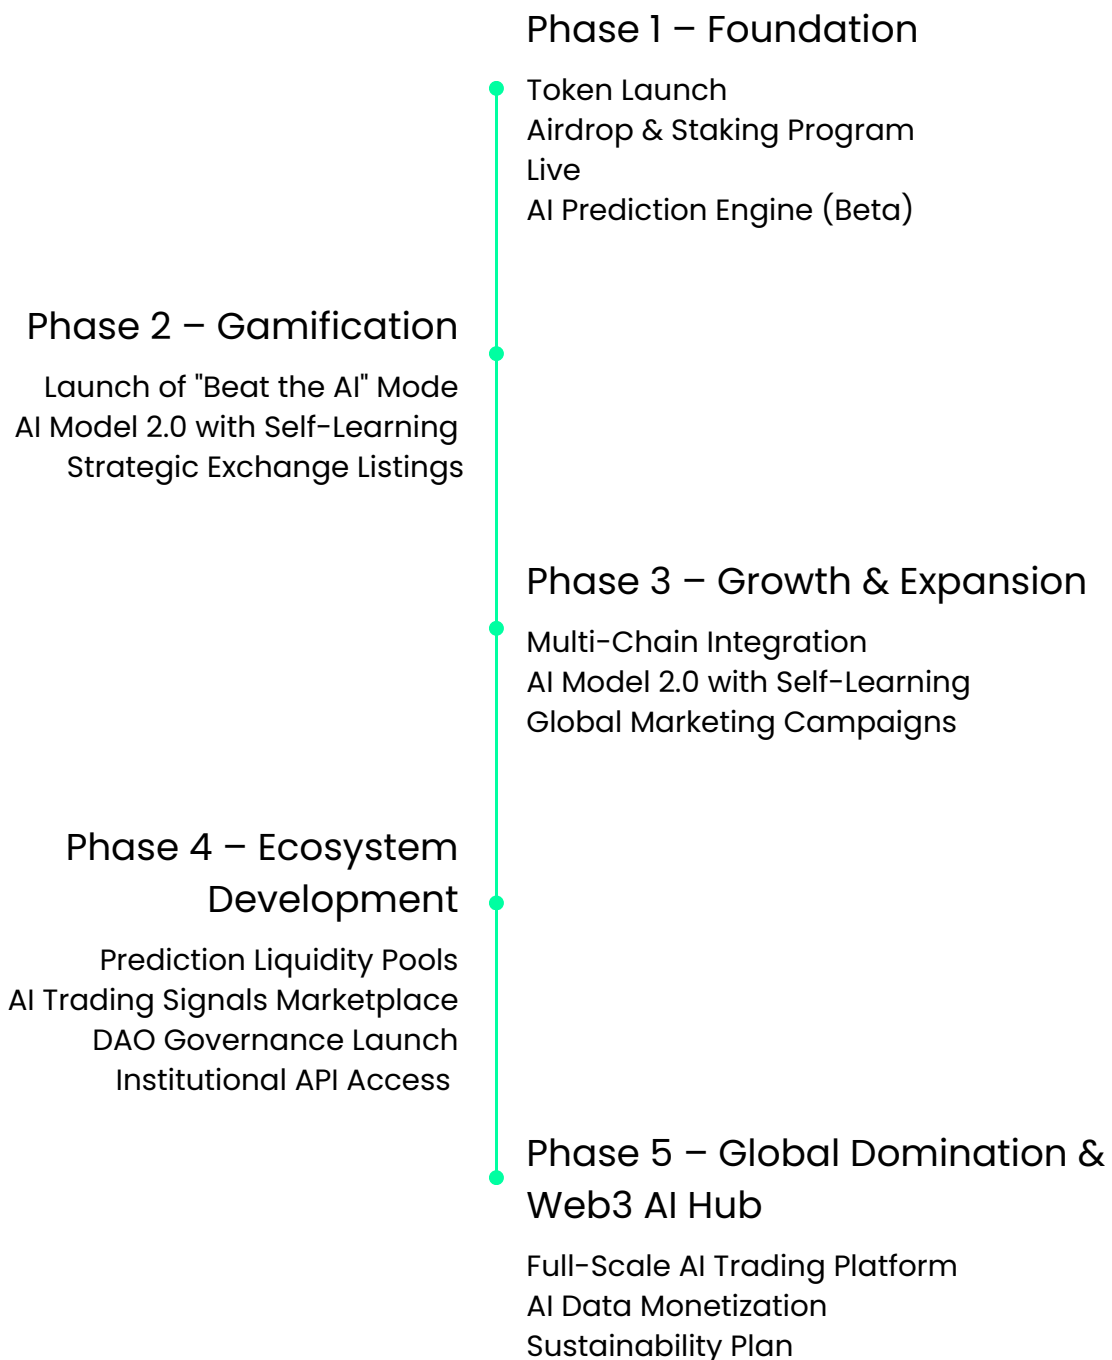 Phase 1 – Foundation
Token Launch
Airdrop & Staking Program
Live
AI Prediction Engine (Beta)
Phase 2 – Gamification
Launch of "Beat the AI" Mode
AI Model 2.0 with Self-Learning
Strategic Exchange Listings
Phase 3 – Growth & Expansion
Multi-Chain Integration
AI Model 2.0 with Self-Learning
Global Marketing Campaigns
Phase 4 – Ecosystem
Development
Prediction Liquidity Pools
AI Trading Signals Marketplace
DAO Governance Launch
Institutional API Access
Phase 5 – Global Domination &
Web3 AI Hub
Full-Scale AI Trading Platform
AI Data Monetization
Sustainability Plan